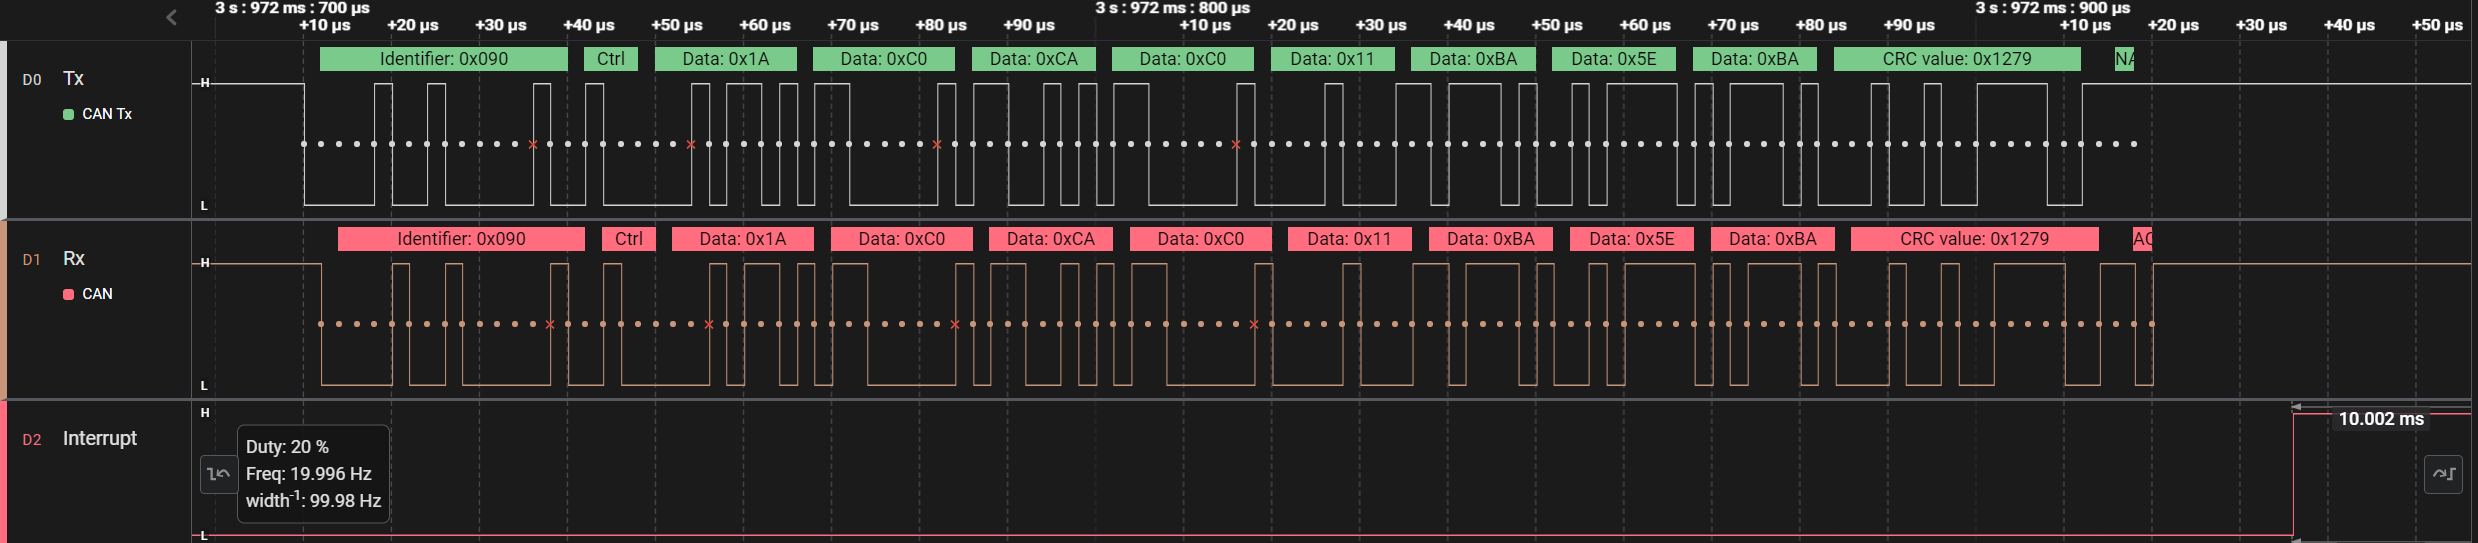 3 s : 972 ms : 700 µs
3 s : 972 ms : 800 µs
3 s : 972 ms : 900 µs
+10 µs +20 µs +30 µs +40 µs +50 µs +60 µs +70 µs +80 µs +90 µs +10 µs +20 µs +30 µs +40 µs +50 µs +60 µs +70 µs +80 µs +90 µs +10 µs +20 µs +30 µs +40 µs +50 µs
Identifier: 0x090 Ctrl Data: 0x1A Data: 0xC0 Data: 0xCA Data: 0xC0 Data: 0x11 Data: 0xBA Data: 0x5E Data: 0xBA CRC value: 0x1279 NA
D0 Tx H
CAN Tx
L
Identifier: 0x090 Ctrl Data: 0x1A Data: 0xC0 Data: 0xCA Data: 0xC0 Data: 0x11 Data: 0xBA Data: 0x5E Data: 0xBA CRC value: 0x1279 AC
D1 Rx H
CAN
L
H
10.002 ms
D2 Interrupt
Duty: 20 %
Freq: 19.996 Hz
width-1: 99.98 Hz
L